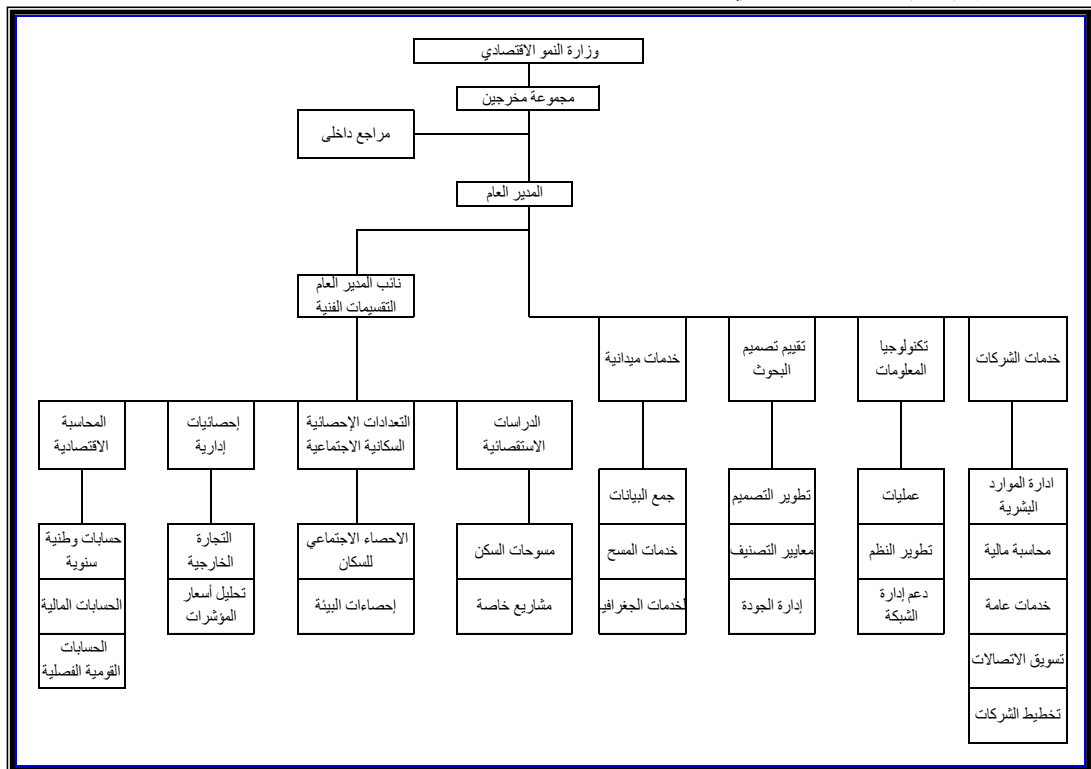 وزارة النمو الاقتصادي
مجموعة مخرجين
مراجع داخلى
المدير العام
نائب المدير العام
التقسيمات الفنية
خدمات الشركات
تكنولوجيا
المعلومات
تقييم تصميم
البحوث
خدمات ميدانية
الدراسات
الاستقصائية
التعدادات الإحصائية
السكانية الاجتماعية
إحصائيات
إدارية
المحاسبة
الاقتصادية
ادارة الموارد
البشرية
محاسبة مالية
خدمات عامة
تسويق الاتصالات
تخطيط الشركات
عمليات
تطوير النظم
دعم إدارة
الشبكة
تطوير التصميم
معايير التصنيف
إدارة الجودة
جمع البيانات
خدمات المسح
لخدمات الجغرافي
مسوحات السكن
مشاريع خاصة
الاحصاء الاجتماعي
للسكان
إحصاءات البيئة
التجارة
الخارجية
تحليل أسعار
المؤشرات
حسابات وطنية
سنوية
الحسابات المالية
الحسابات
القومية الفصلية